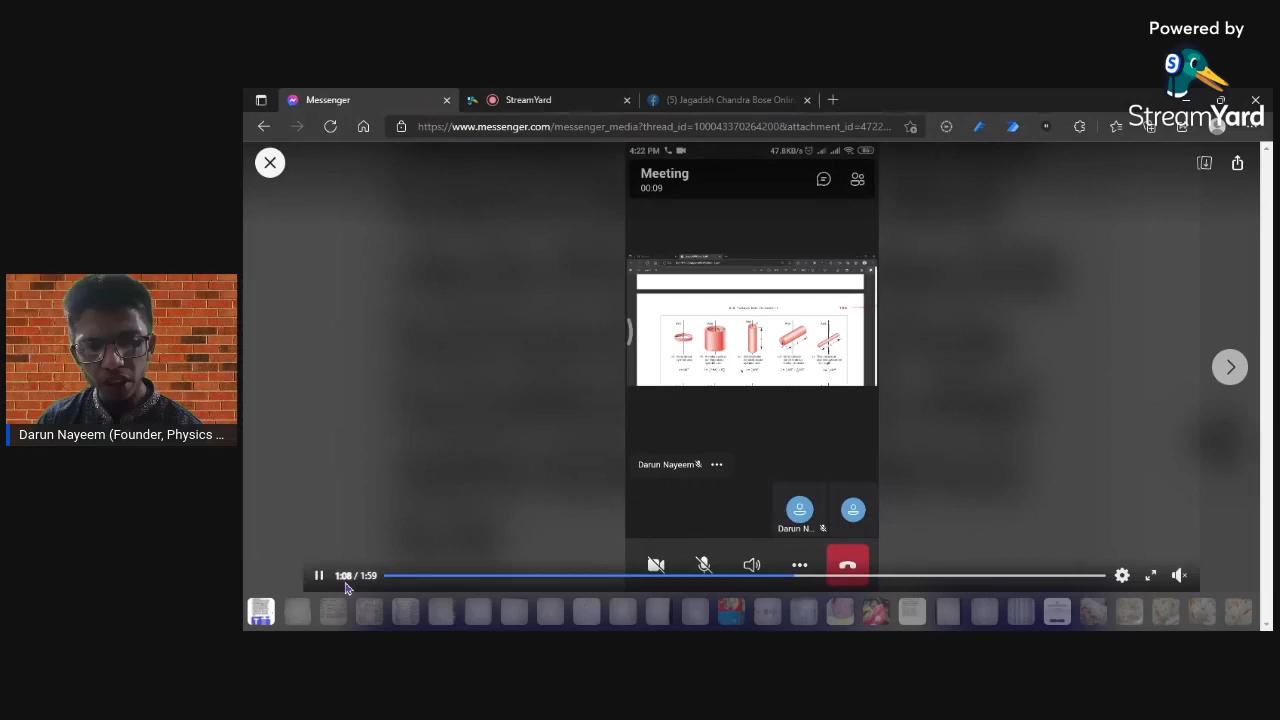 Powered by
StreamYard
Messenger
StreamYard
(5) Jagadish Chandra Bose Onlin
https://www.messenger.com/messenger_media?thread_id=100043370264200&attachment_id=4722...
4:22 PM
47.8KB/s
Meeting
00:09
Darun Nayeem (Founder, Physics ...
Darun Nayeem
Darun N..
1:08 / 1:59